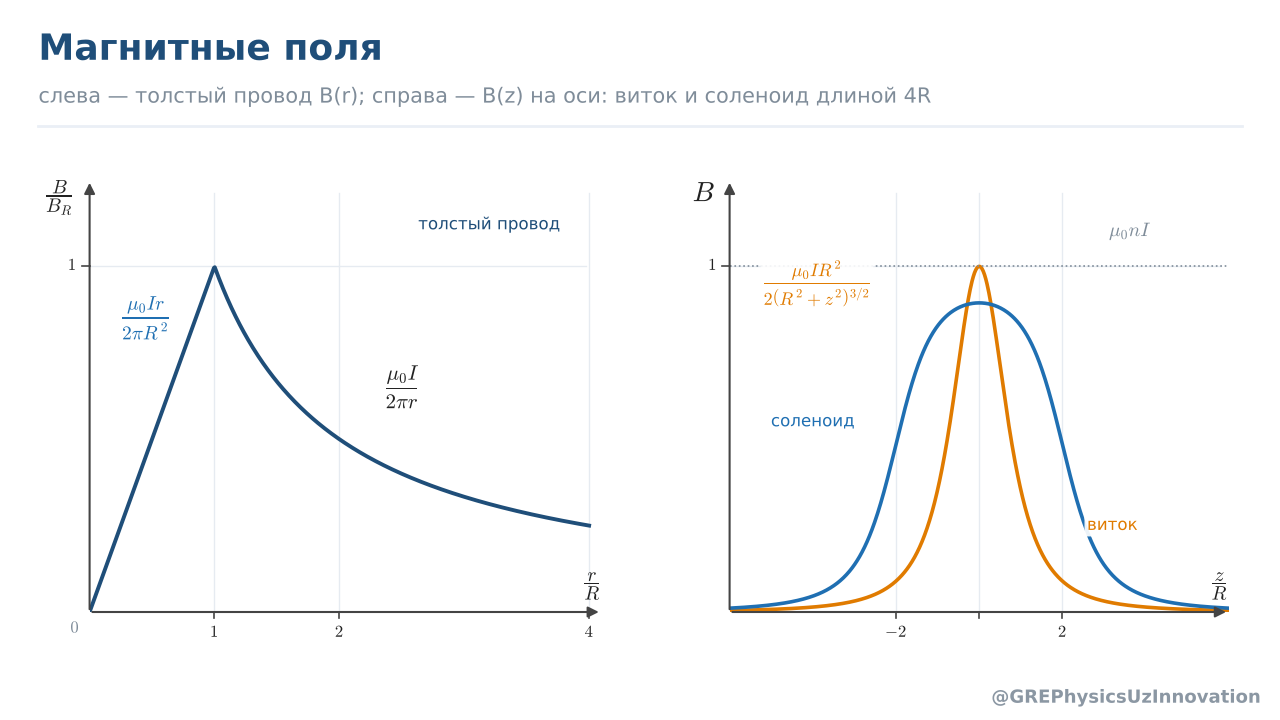 Магнитные поля
слева — толстый провод B(r); справа — B(z) на оси: виток и соленоид длиной 4R
B/B_R
толстый провод
1
μ₀Ir/2πR²
μ₀I/2πr
r/R
0
1
2
4
B
μ₀nI
1
μ₀IR²/2(R² + z²)^{3/2}
соленоид
виток
z/R
−2
2
@GREPhysicsUzInnovation